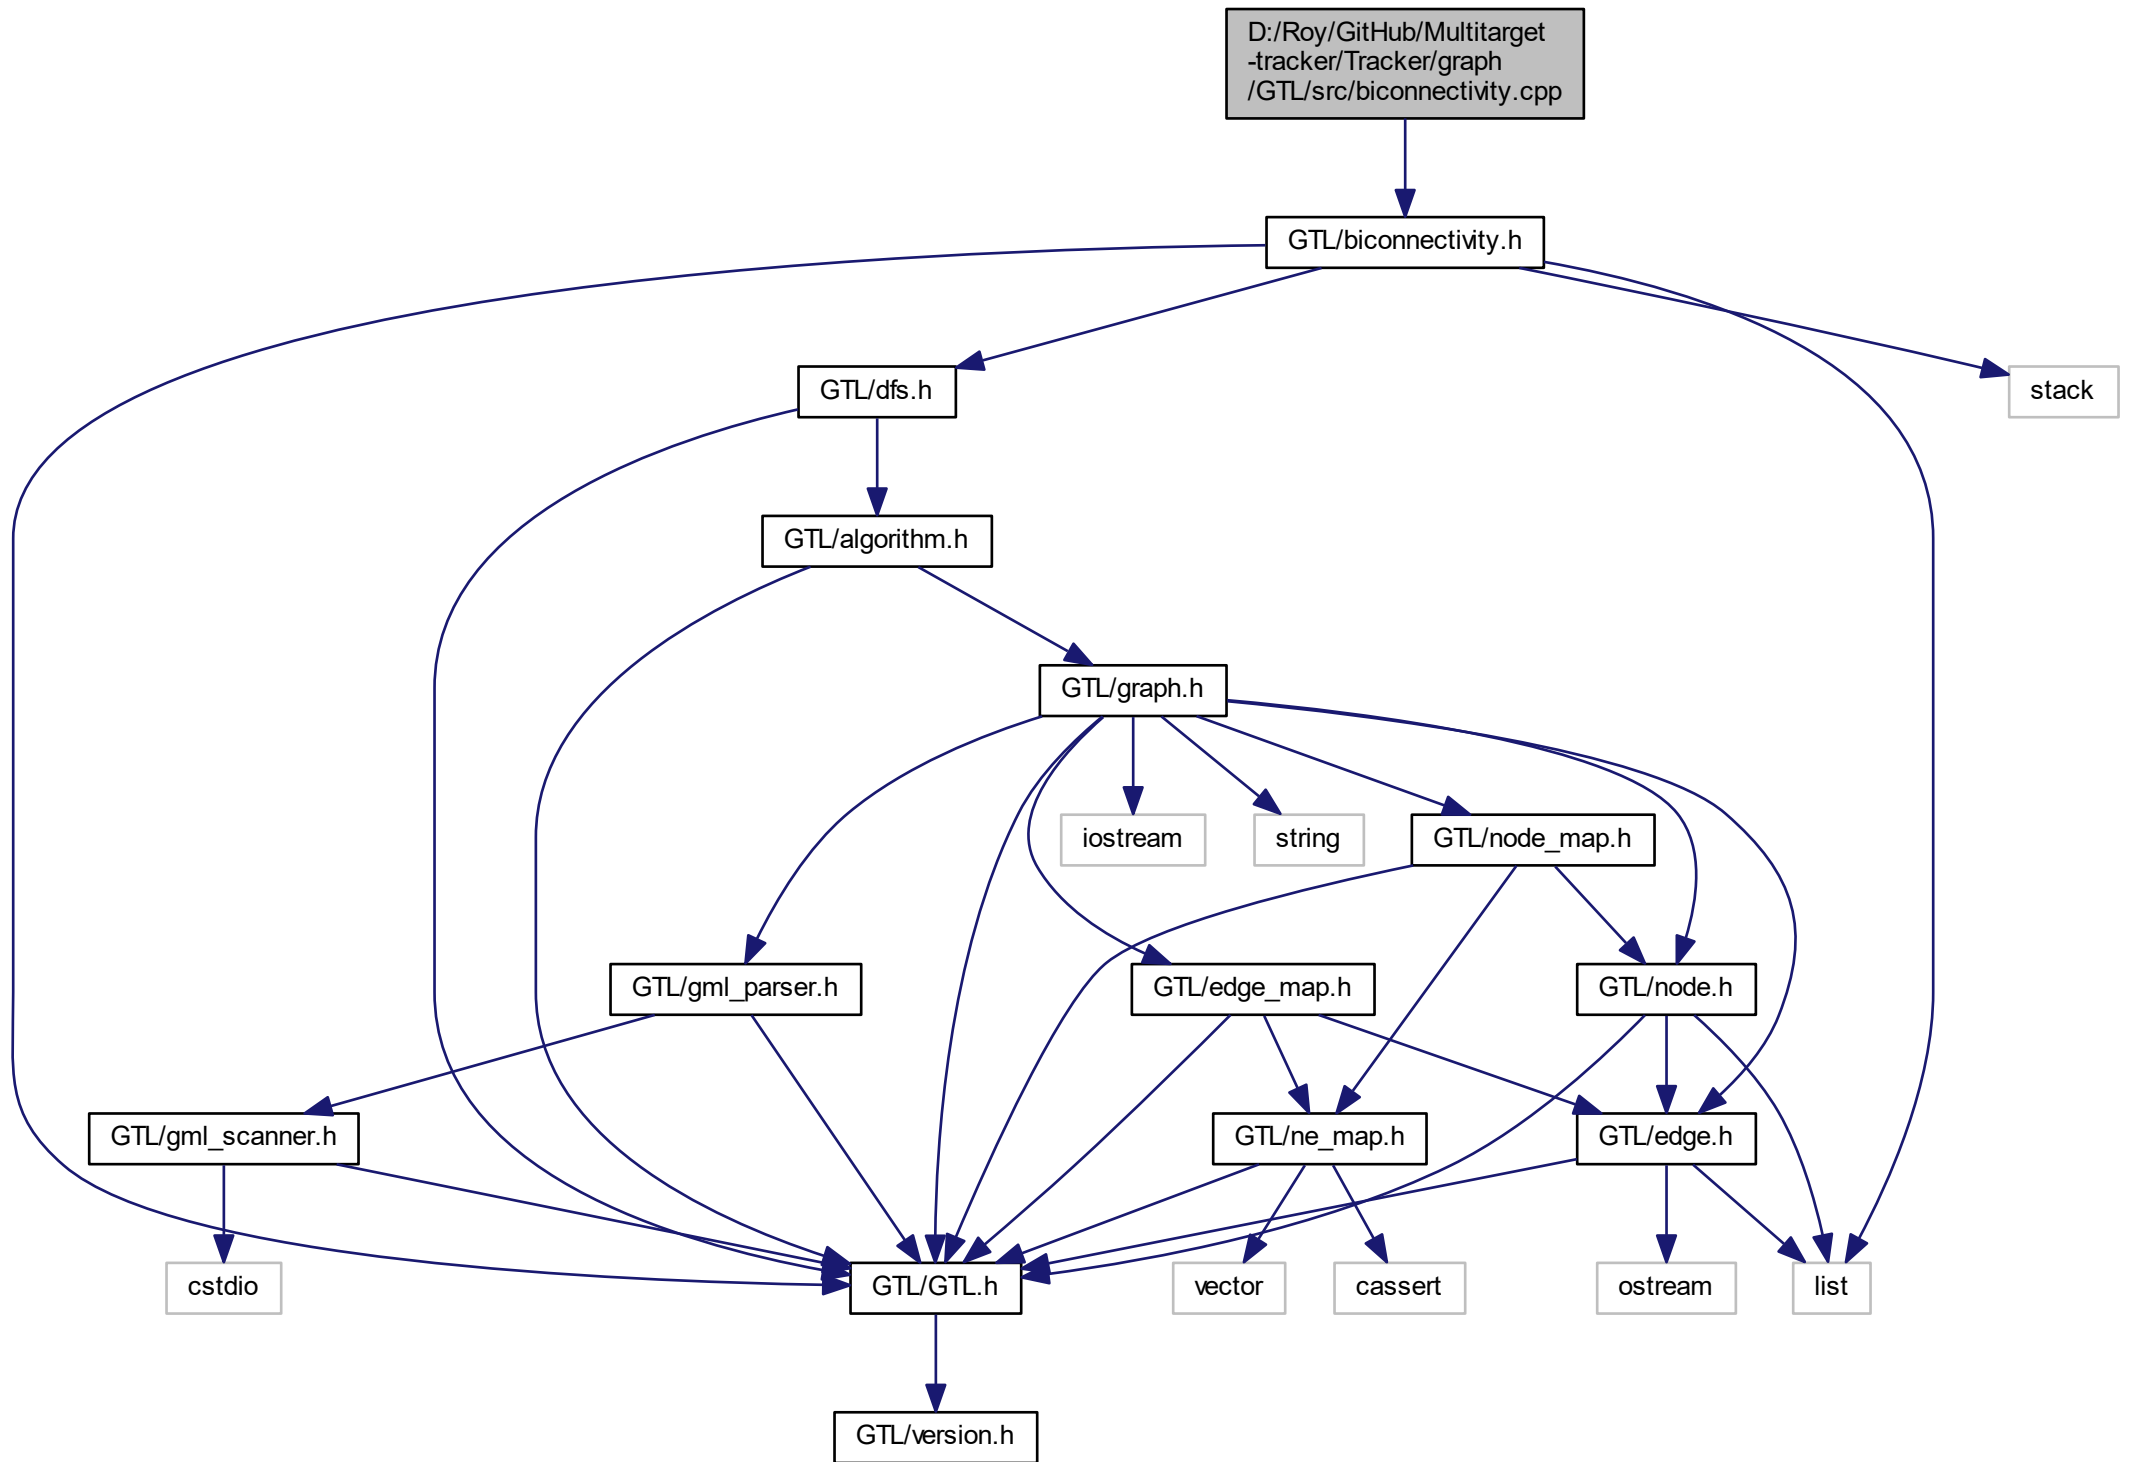 D:/Roy/GitHub/Multitarget
-tracker/Tracker/graph
/GTL/src/biconnectivity.cpp
GTL/biconnectivity.h
GTL/dfs.h
stack
GTL/algorithm.h
GTL/graph.h
iostream
string
GTL/node_map.h
GTL/gml_parser.h
GTL/edge_map.h
GTL/node.h
GTL/gml_scanner.h
GTL/ne_map.h
GTL/edge.h
cstdio
GTL/GTL.h
vector
cassert
ostream
list
GTL/version.h